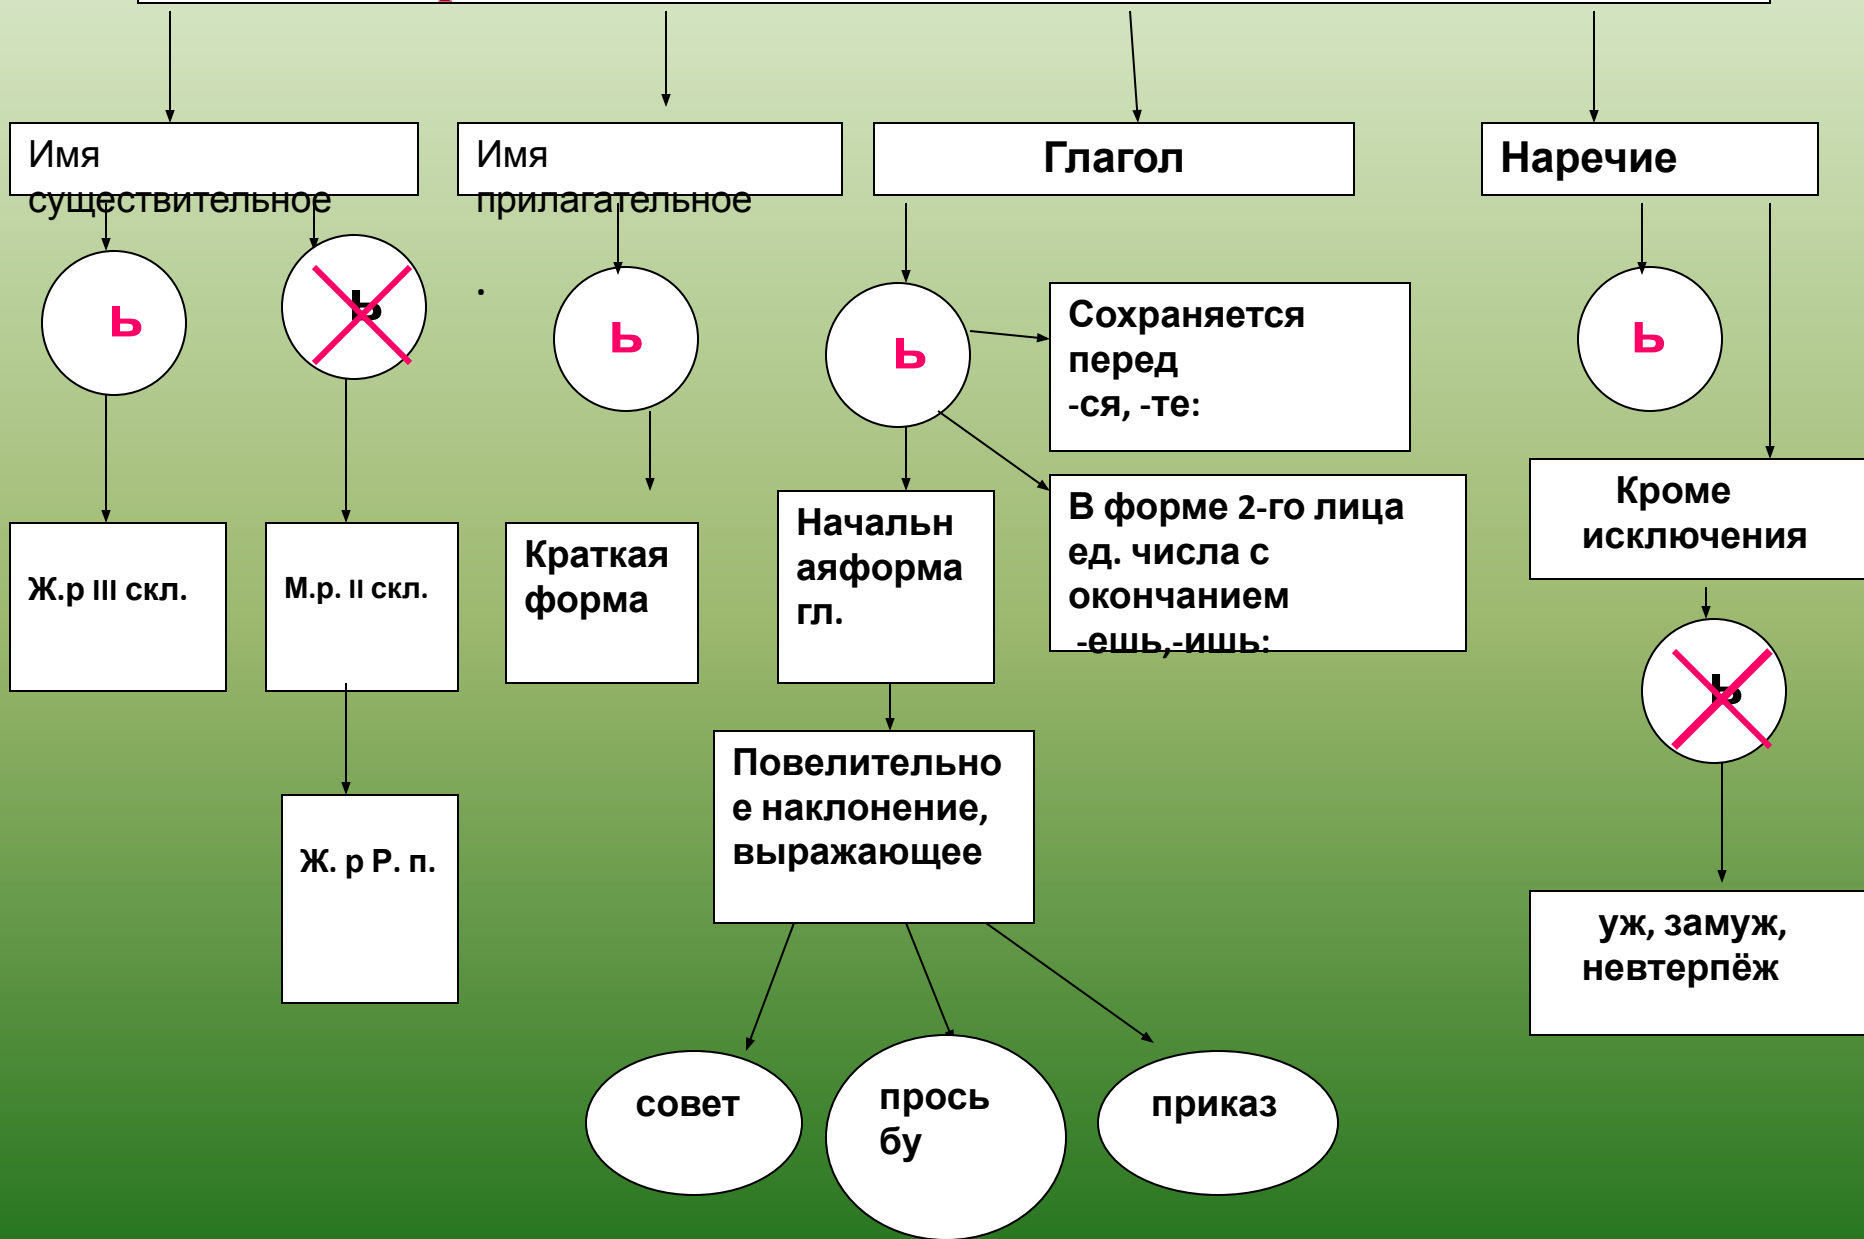 Имя
существительное
Имя
прилагательное
.
Глагол
Наречие
ь
ь
ь
ь
ь
Сохраняется
перед
-ся, -те:
Ж.р III скл.
М.р. II скл.
Краткая
форма
Начальн
аяформа
гл.
В форме 2-го лица
ед. числа с
окончанием
-ешь,-ишь:
Кроме
исключения
ь
Ж. р Р. п.
Повелительно
е наклонение,
выражающее
уж, замуж,
невтерпёж
совет
прось
бу
приказ